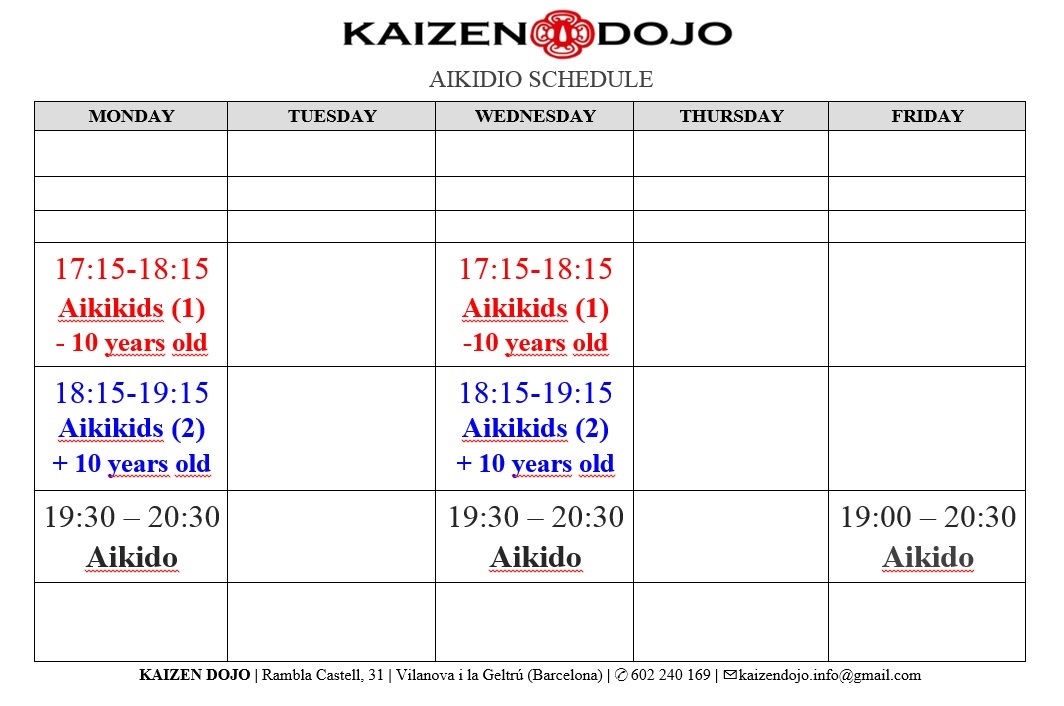 KAIZEN DOJO
AIKIDIO SCHEDULE
MONDAY TUESDAY WEDNESDAY THURSDAY FRIDAY
17:15-18:15 17:15-18:15
Aikikids (1) Aikikids (1)
- 10 years old -10 years old
18:15-19:15 18:15-19:15
Aikikids (2) Aikikids (2)
+ 10 years old + 10 years old
19:30 – 20:30 19:30 – 20:30 19:00 – 20:30
Aikido Aikido Aikido
KAIZEN DOJO | Rambla Castell, 31 | Vilanova i la Geltrú (Barcelona) | ✆ 602 240 169 | ✉kaizendojo.info@gmail.com